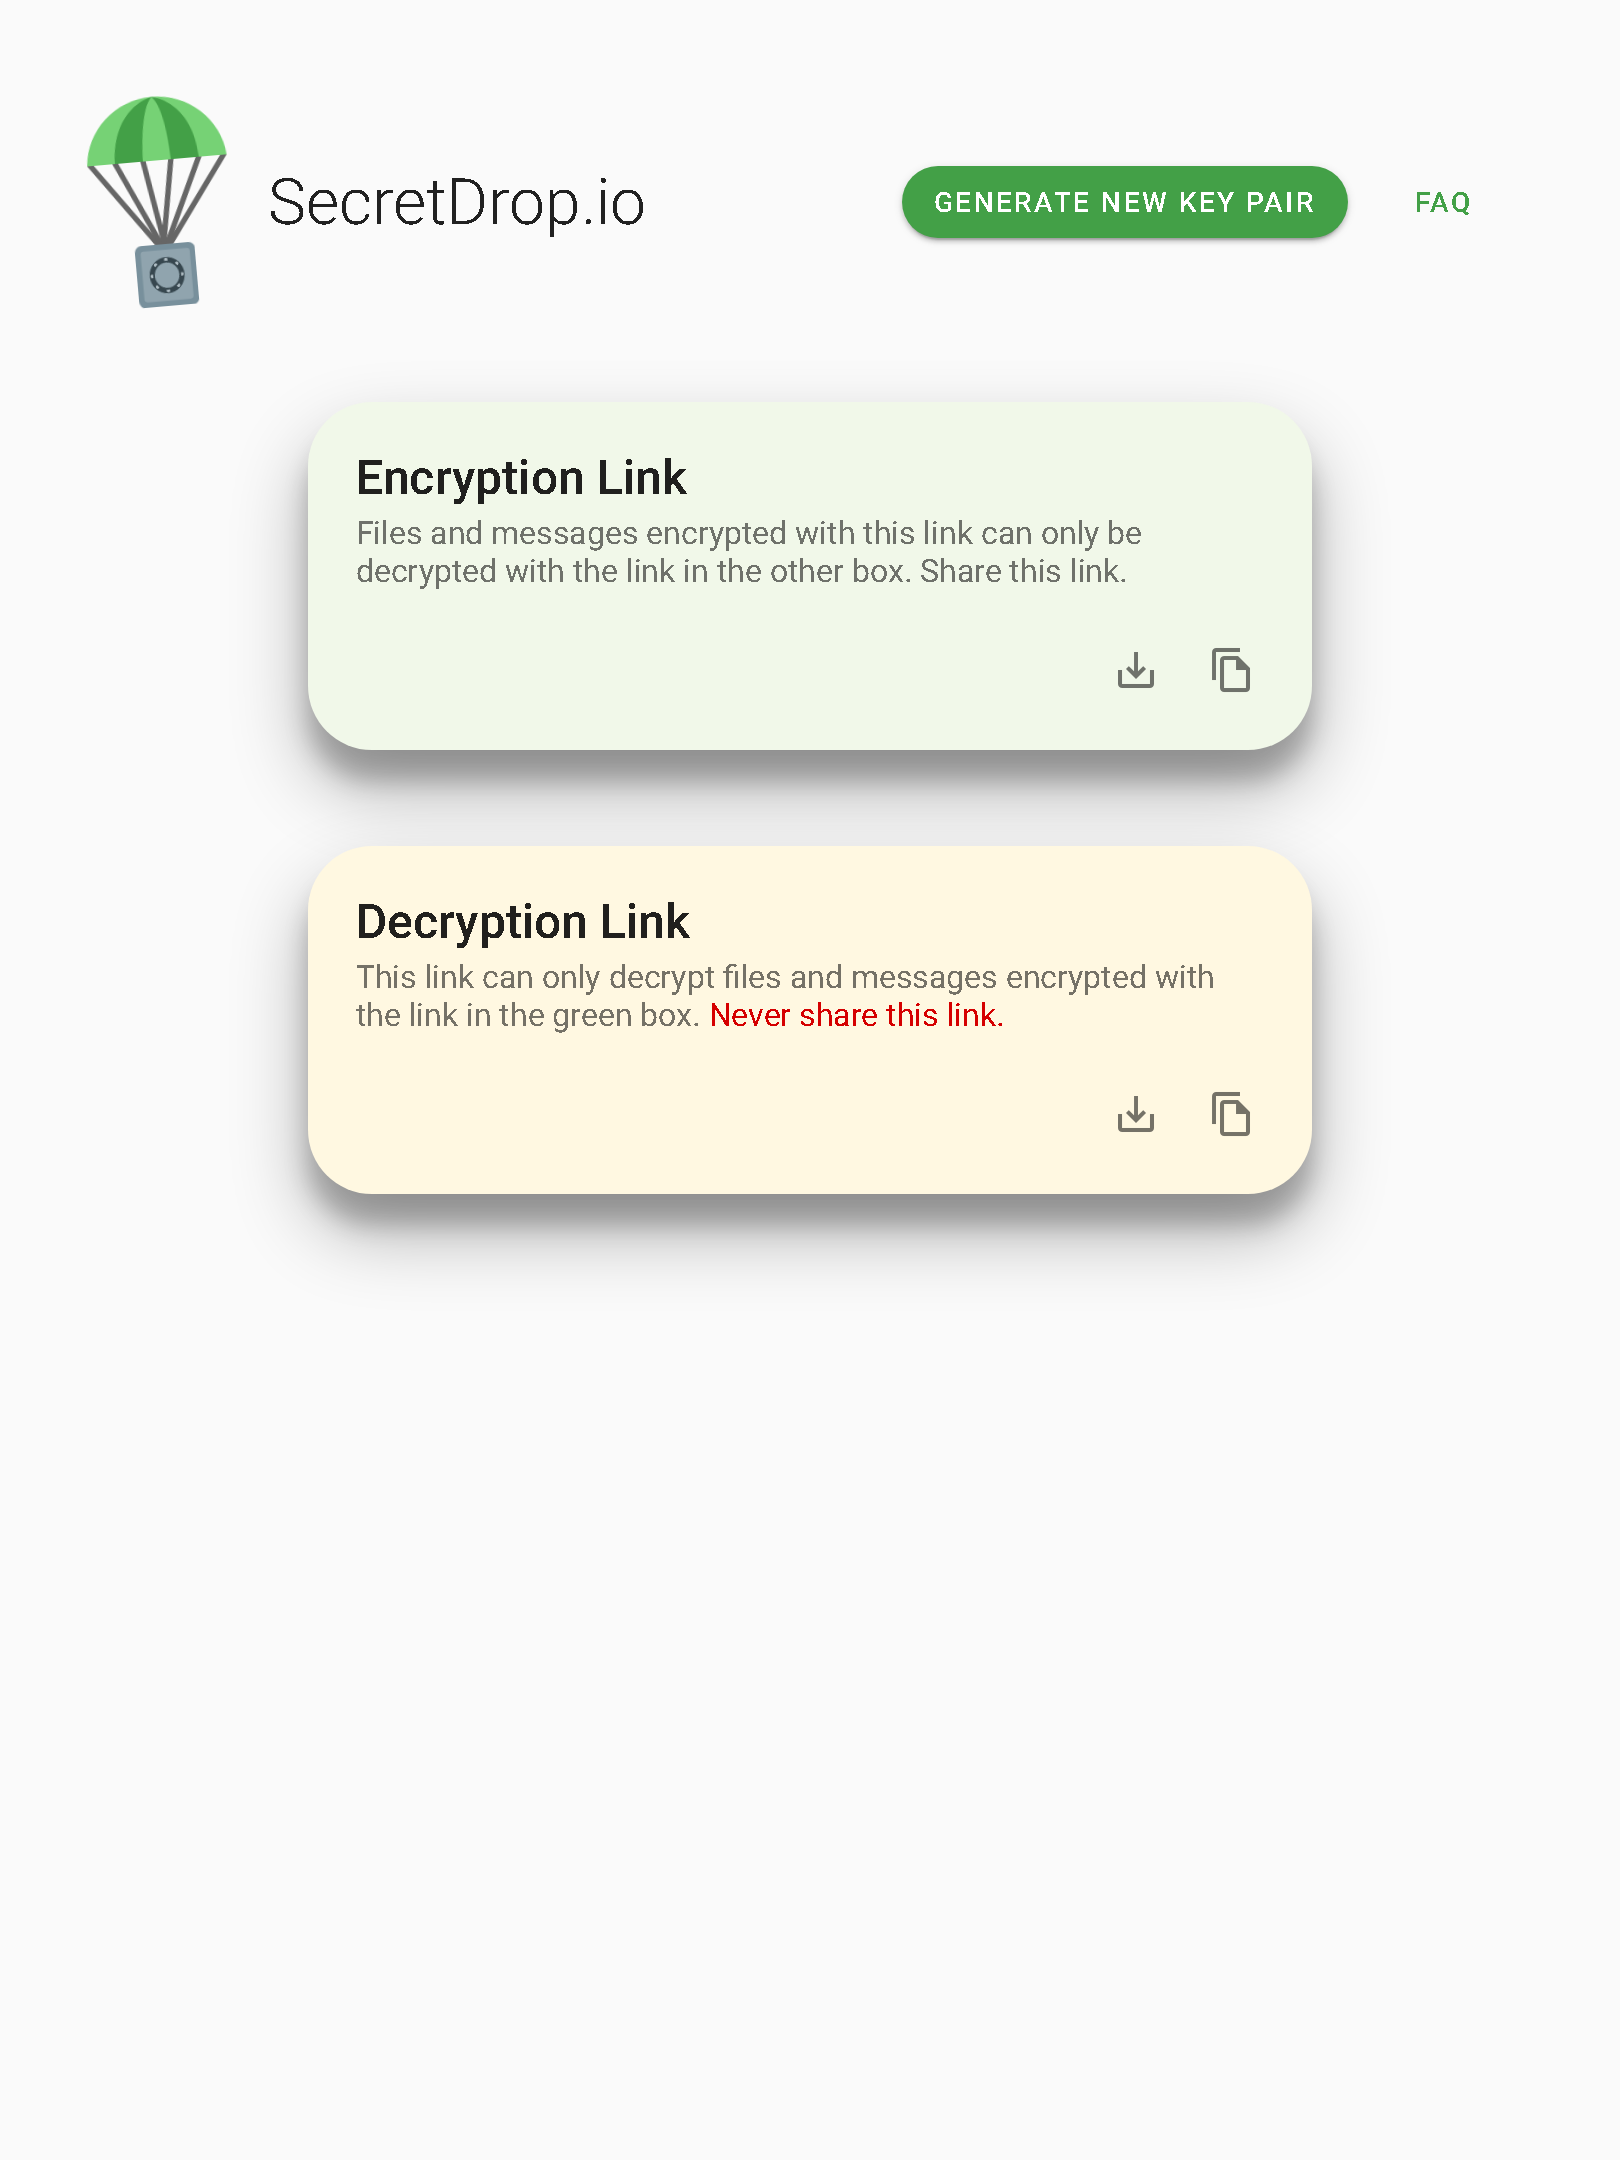 SecretDrop.io
GENERATE NEW KEY PAIR
FAQ
Encryption Link
Files and messages encrypted with this link can only be
decrypted with the link in the other box. Share this link.
Decryption Link
This link can only decrypt files and messages encrypted with
the link in the green box. Never share this link.